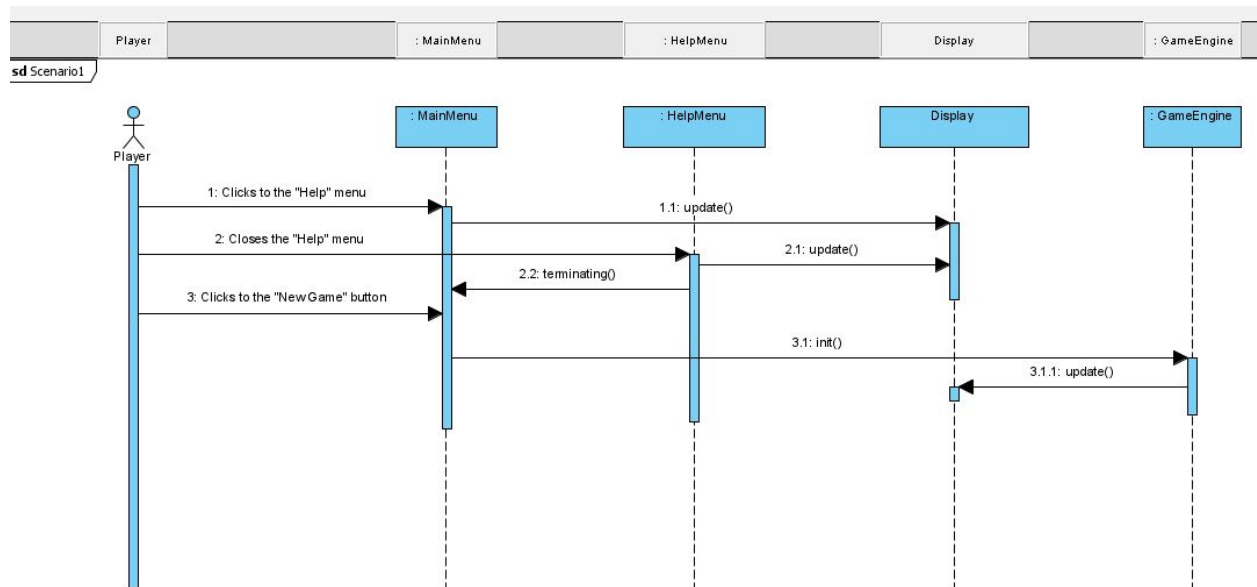 Player
: MainMenu
: HelpMenu
Display
: GameEngine
sd Scenario1
: MainMenu
: HelpMenu
Display
: GameEngine
Player
1: Clicks to the "Help" menu
1.1: update()
2: Closes the "Help" menu
2.1: update()
2.2: terminating()
3: Clicks to the "New Game" button
3.1: init()
3.1.1: update()